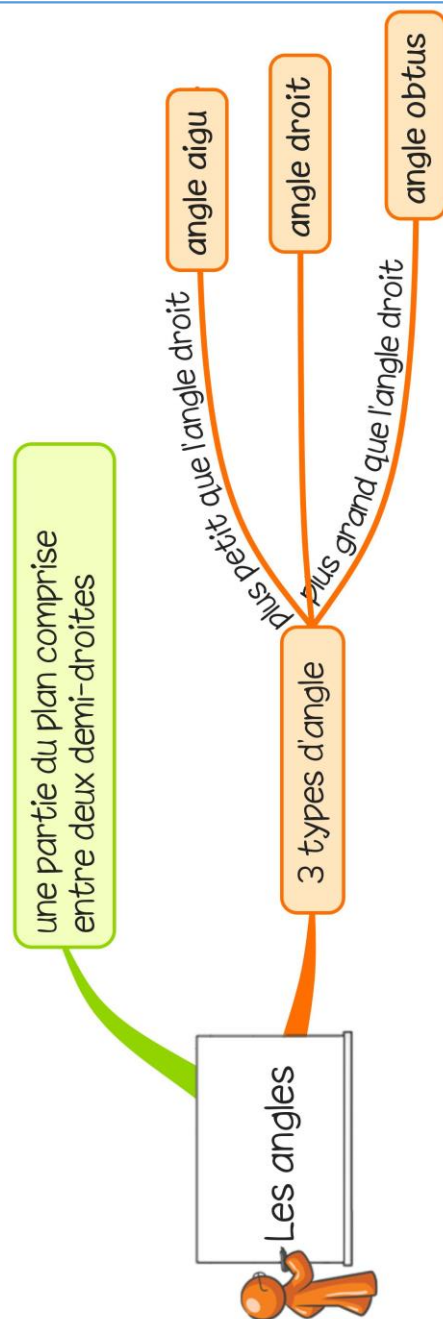 Les angles
une partie du plan comprise
entre deux demi-droites
3 types d'angle
plus petit que l'angle droit
angle aigu
angle droit
plus grand que l'angle droit
angle obtus